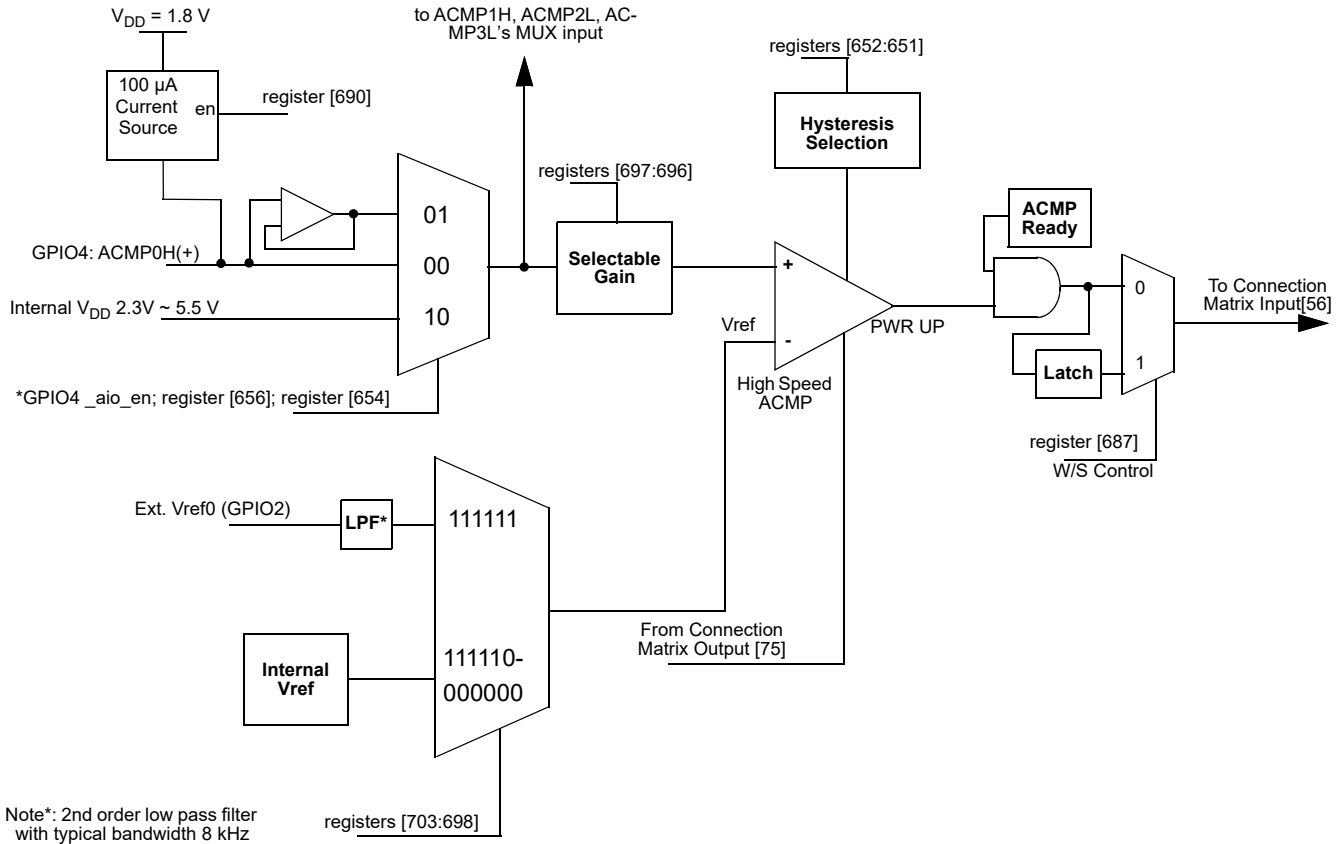 V_DD = 1.8 V
to ACMP1H, ACMP2L, AC-
MP3L's MUX input
registers [652:651]
100 µA
Current
Source
en
register [690]
Hysteresis
Selection
registers [697:696]
01
ACMP
Ready
GPIO4: ACMP0H(+)
00
Selectable
Gain
+
Internal V_DD 2.3V ~ 5.5 V
10
Vref
-
PWR UP
0
To Connection
Matrix Input[56]
Latch
1
High Speed
ACMP
*GPIO4 _aio_en; register [656]; register [654]
register [687]
W/S Control
Ext. Vref0 (GPIO2)
LPF*
111111
From Connection
Matrix Output [75]
Internal
Vref
111110-
000000
Note*: 2nd order low pass filter
with typical bandwidth 8 kHz
registers [703:698]